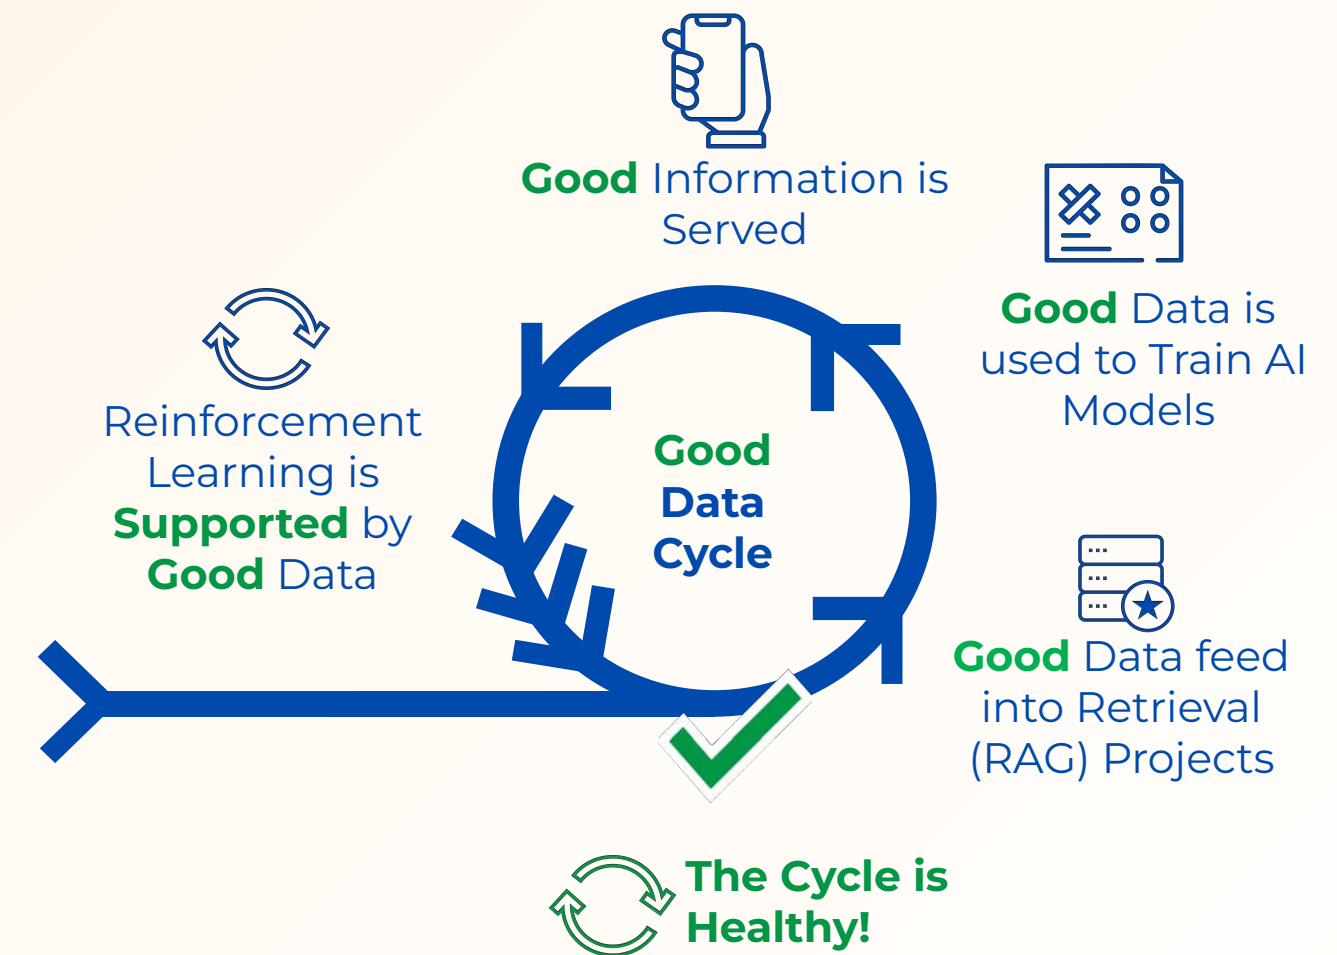 Good Information is
Served
Good Data is
used to Train AI
Models
Reinforcement
Learning is
Supported by
Good Data
Good
Data
Cycle
Good Data feed
into Retrieval
(RAG) Projects
The Cycle is
Healthy!